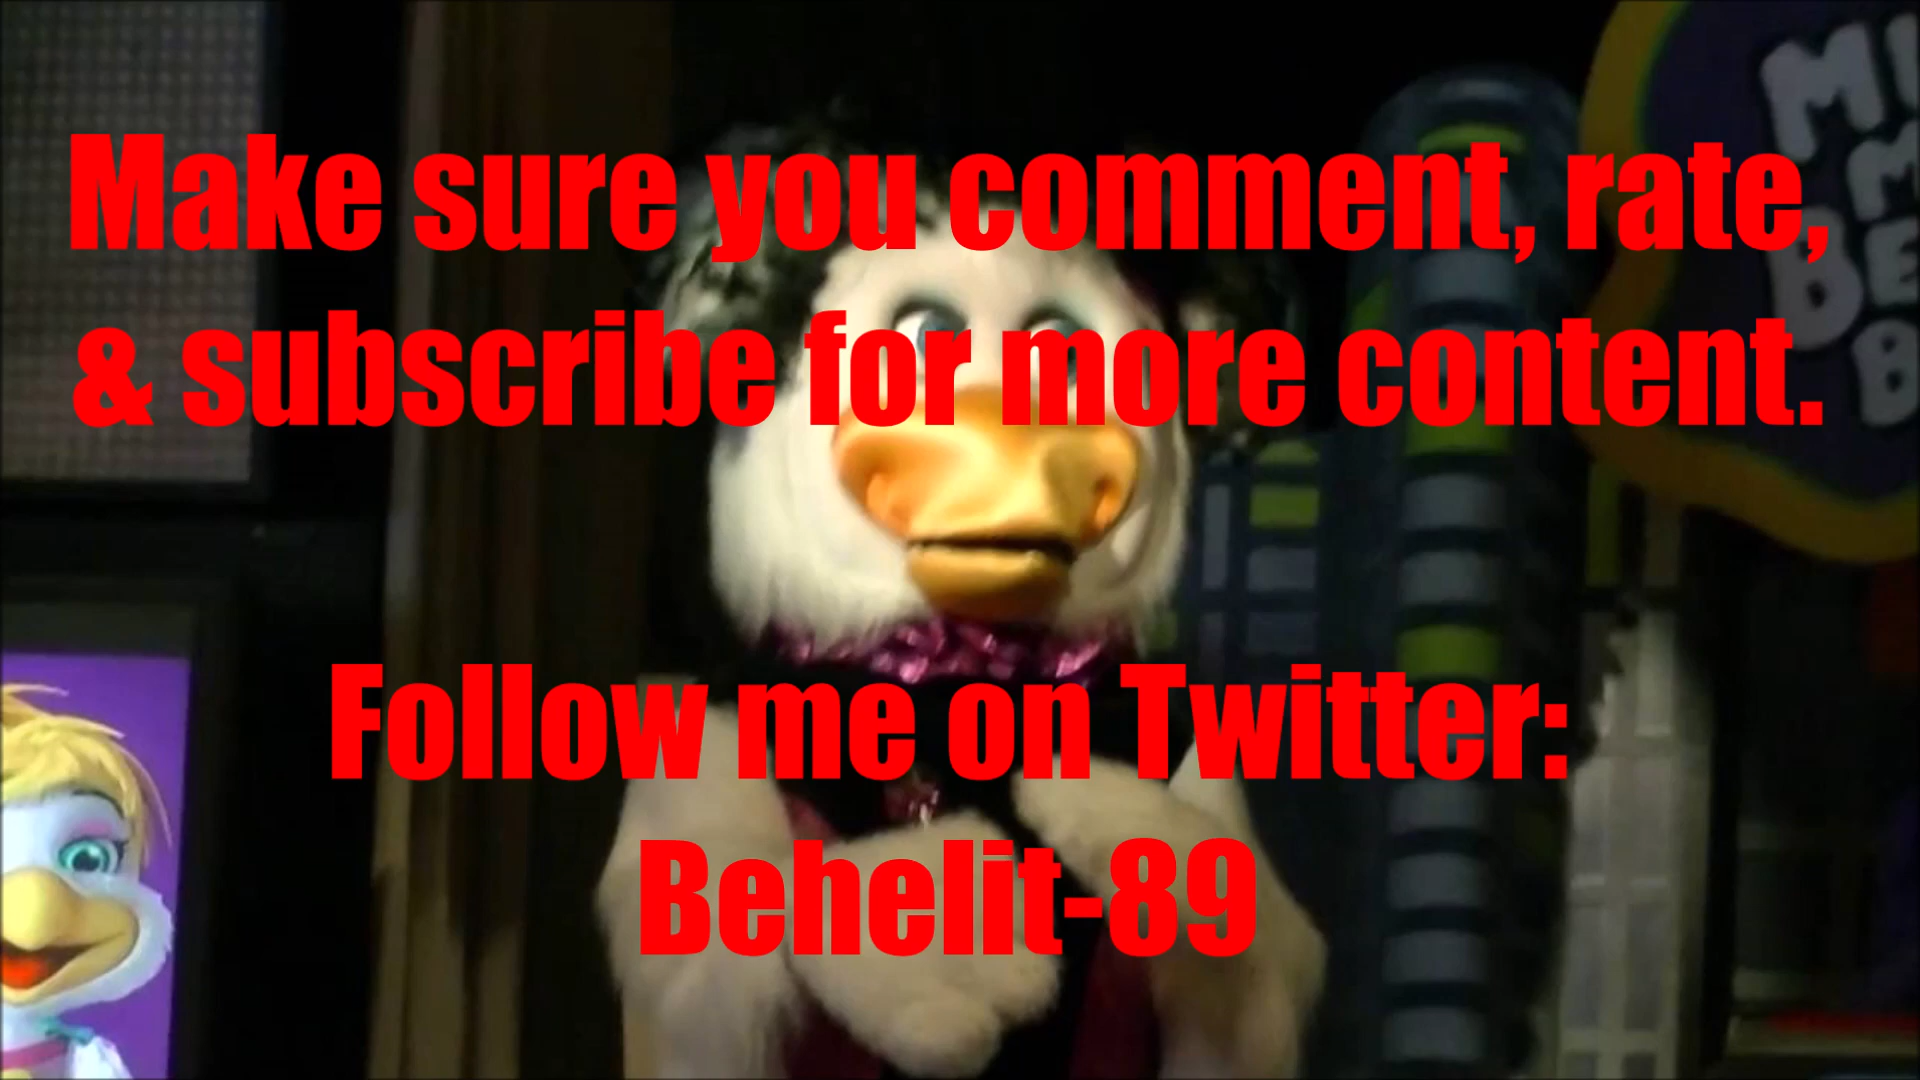 Make sure you comment, rate,
& subscribe for more content.
Follow me on Twitter:
Behelit-89